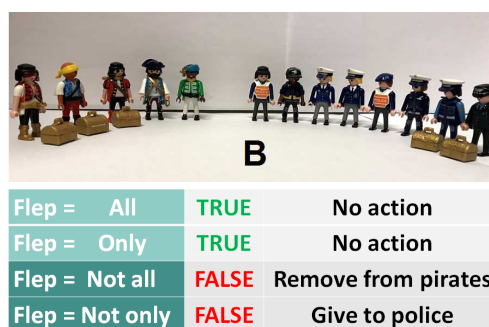 B
Flep = All TRUE No action
Flep = Only TRUE No action
Flep = Not all FALSE Remove from pirates
Flep = Not only FALSE Give to police